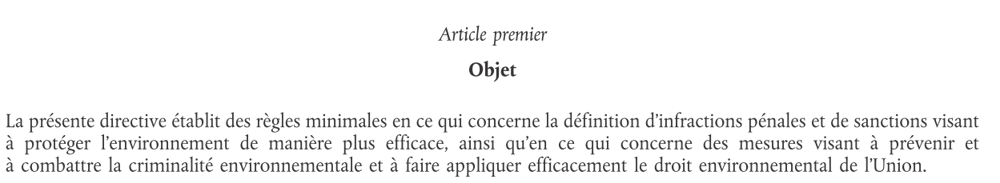 Article premier
Objet
La présente directive établit des règles minimales en ce qui concerne la définition d’infractions pénales et de sanctions visant
à protéger l’environnement de manière plus efficace, ainsi qu’en ce qui concerne des mesures visant à prévenir et
à combattre la criminalité environnementale et à faire appliquer efficacement le droit environnemental de l’Union.